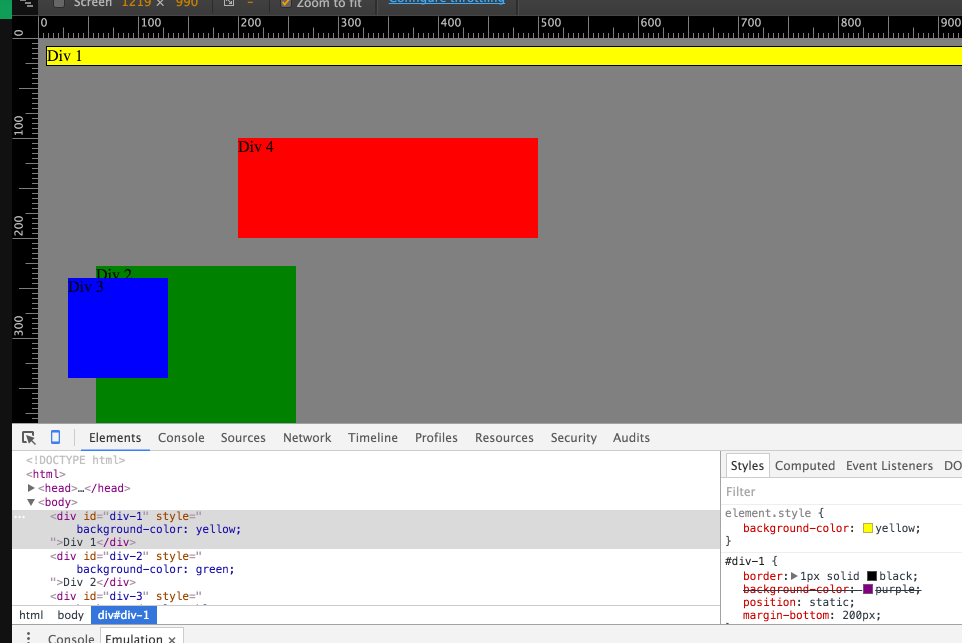 Screen 1219 × 990 – Zoom to fit Configure throttling
0 100 200 300 400 500 600 700 800 900
0
Div 1
100
Div 4
200
Div 2
Div 3
300
Elements Console Sources Network Timeline Profiles Resources Security Audits
<!DOCTYPE html>
<html>
▶<head>…</head>
▼<body>
… <div id="div-1" style="
background-color: yellow;
">Div 1</div>
<div id="div-2" style="
background-color: green;
">Div 2</div>
<div id="div-3" style="
html body div#div-1
Styles Computed Event Listeners DO
Filter
element.style {
background-color: yellow;
}
#div-1 {
border:▶1px solid black;
background-color: purple;
position: static;
margin-bottom: 200px;
Console Emulation ×